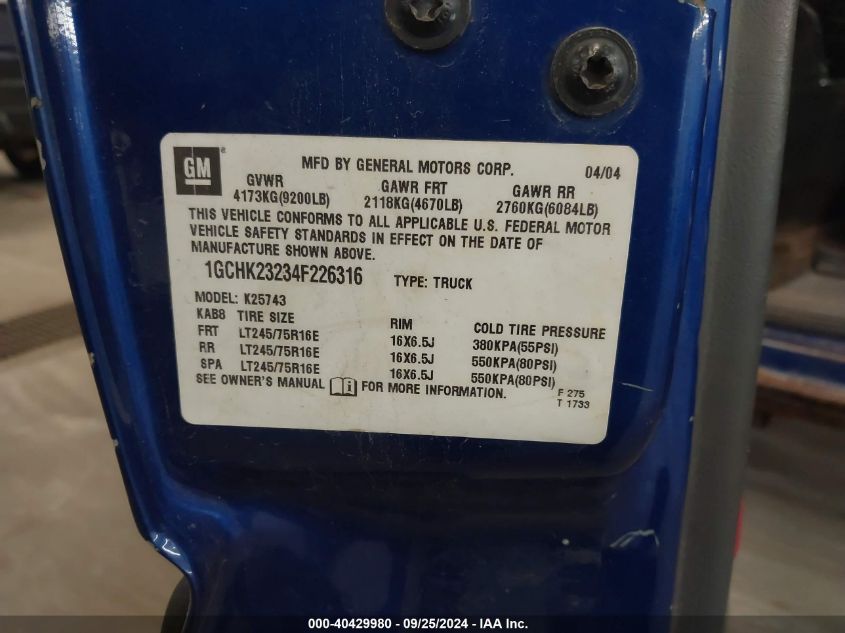 GM
MFD BY GENERAL MOTORS CORP. 04/04
GVWR GAWR FRT GAWR RR
4173KG(9200LB) 2118KG(4670LB) 2760KG(6084LB)
THIS VEHICLE CONFORMS TO ALL APPLICABLE U.S. FEDERAL MOTOR
VEHICLE SAFETY STANDARDS IN EFFECT ON THE DATE OF
MANUFACTURE SHOWN ABOVE.
1GCHK23234F226316 TYPE: TRUCK
MODEL: K25743
KAB8 TIRE SIZE RIM COLD TIRE PRESSURE
FRT LT245/75R16E 16X6.5J 380KPA(55PSI)
RR LT245/75R16E 16X6.5J 550KPA(80PSI)
SPA LT245/75R16E 16X6.5J 550KPA(80PSI)
SEE OWNER'S MANUAL i FOR MORE INFORMATION.
F 275
T 1733
000-40429980 - 09/25/2024 - IAA Inc.